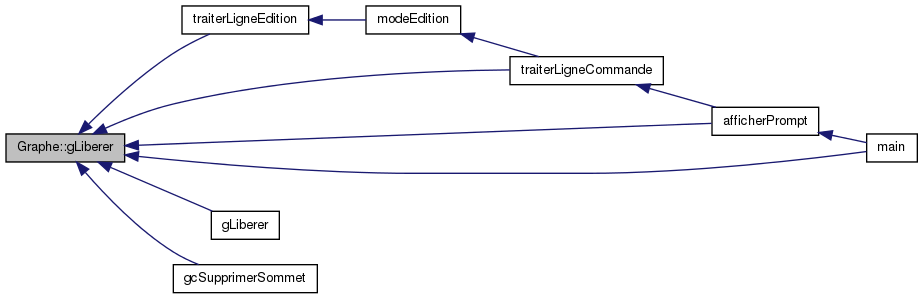 traiterLigneEdition
modeEdition
traiterLigneCommande
afficherPrompt
Graphe::gLiberer
main
gLiberer
gcSupprimerSommet